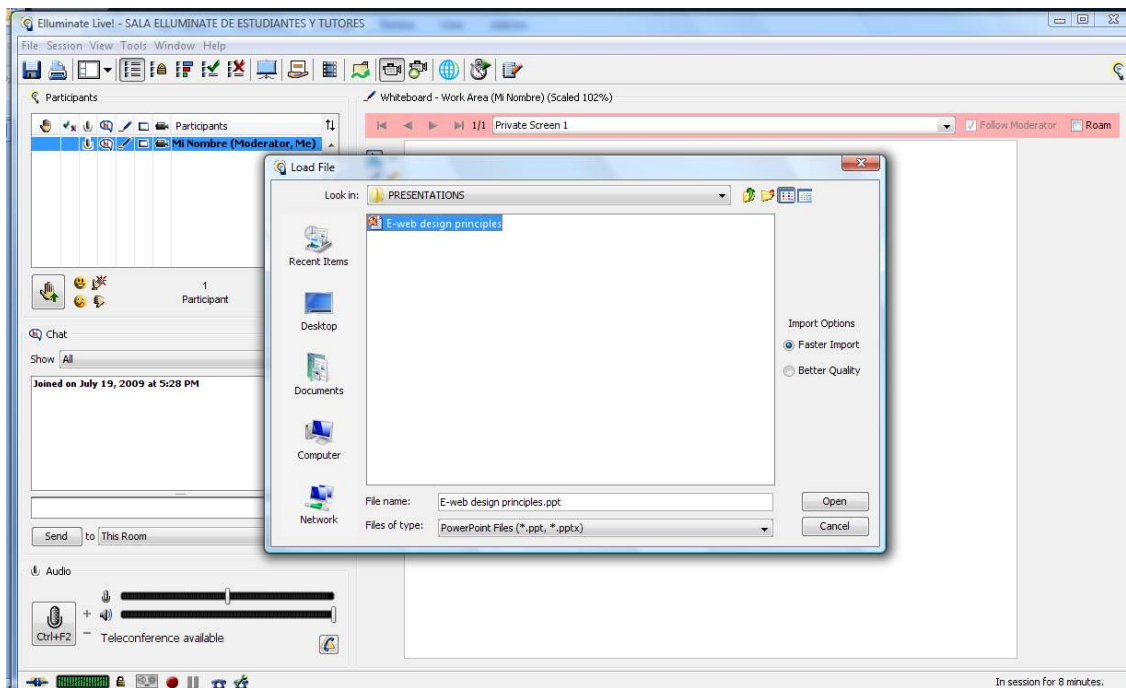 Elluminate Live! - SALA ELLUMINATE DE ESTUDIANTES Y TUTORES
File Session View Tools Window Help
Participants
Participants
Mi Nombre (Moderator, Me)
1
Participant
Chat
Show All
Joined on July 19, 2009 at 5:28 PM
Send to This Room
Audio
Ctrl+F2
+
-
Teleconference available
Whiteboard - Work Area (Mi Nombre) (Scaled 102%)
1/1 Private Screen 1 Follow Moderator Roam
Load File
Look in: PRESENTATIONS
E-web design principles
Recent Items
Desktop
Documents
Computer
Network
Import Options
Faster Import
Better Quality
File name: E-web design principles.ppt Open
Files of type: PowerPoint Files (*.ppt, *.pptx) Cancel
In session for 8 minutes.